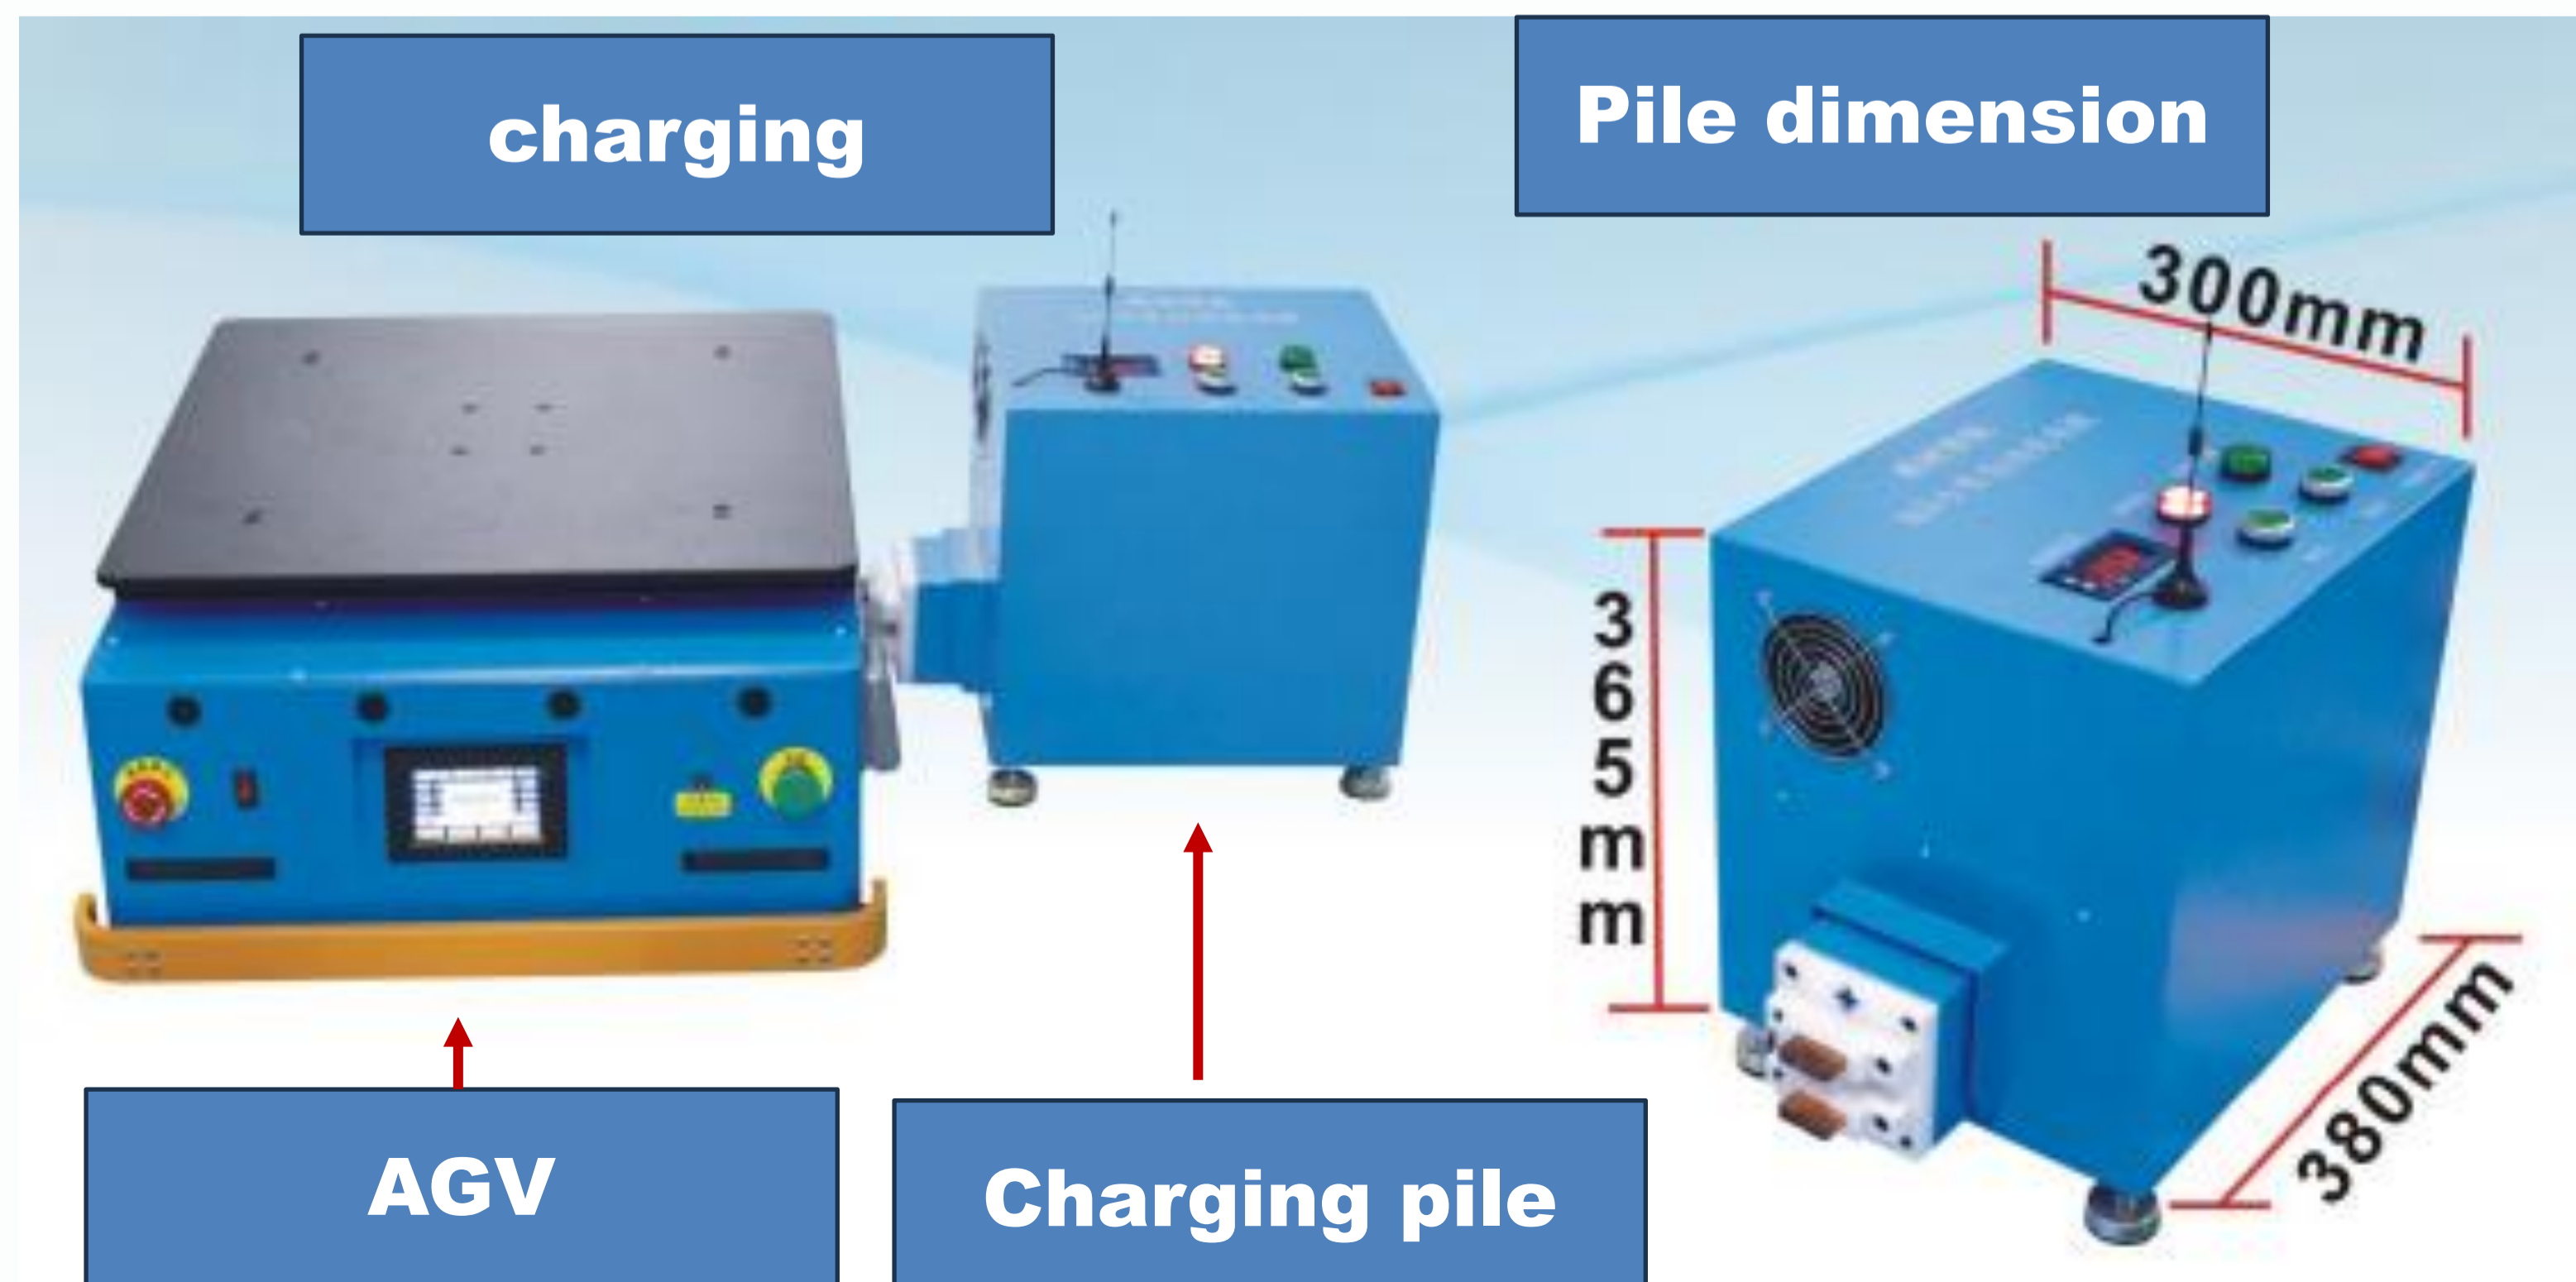 charging
Pile dimension
300mm
365mm
380mm
AGV
Charging pile